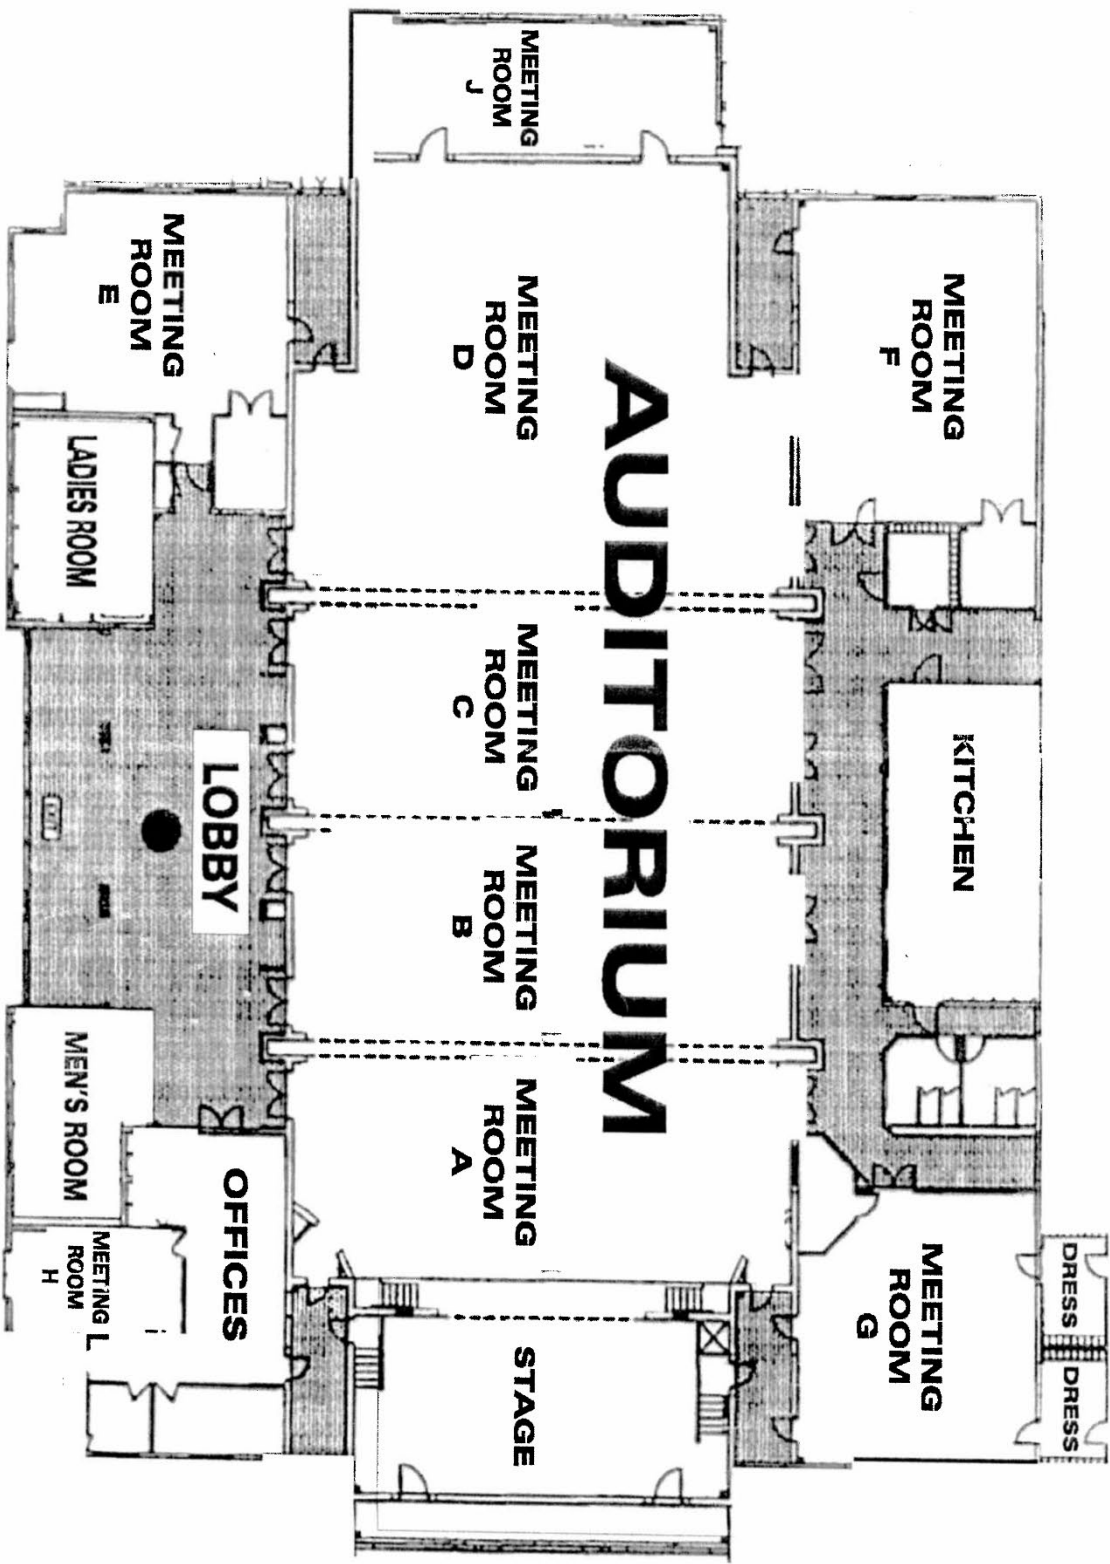 MEETING
ROOM
J
MEETING
ROOM
E
MEETING
ROOM
D
MEETING
ROOM
F
AUDITORIUM
LADIES ROOM
MEETING
ROOM
C
KITCHEN
LOBBY
MEETING
ROOM
B
MEN'S ROOM
MEETING
ROOM
A
OFFICES
MEETING
ROOM
H
STAGE
MEETING
ROOM
G
DRESS
DRESS